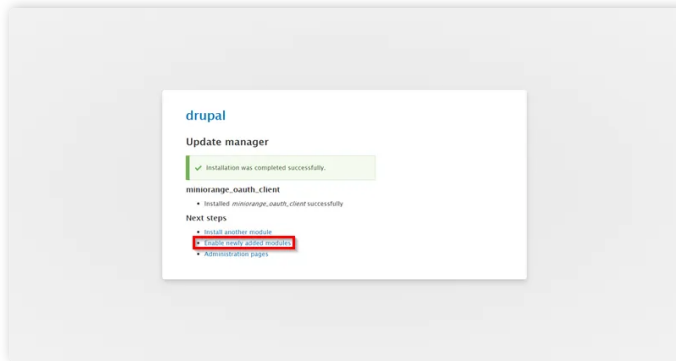 drupal
Update manager
Installation was completed successfully.
miniorange_oauth_client
Installed miniorange_oauth_client successfully
Next steps
Install another module
Enable newly added modules
Administration pages